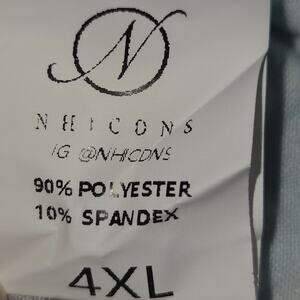 N
NHICONS
IG @NHICONS
90% POLYESTER
10% SPANDEX
4XL